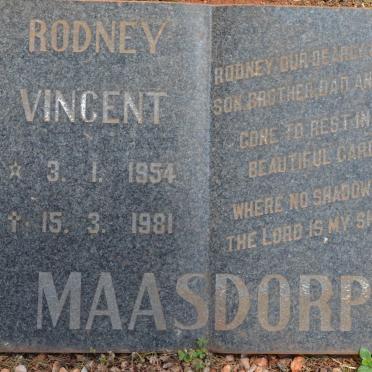 RODNEY
VINCENT
☆ 3. 1. 1954
✝ 15. 3. 1981
RODNEY OUR DEARLY
SON, BROTHER, DAD AN
GONE TO REST IN
BEAUTIFUL GARD
WHERE NO SHADOW
THE LORD IS MY SH
MAASDORP